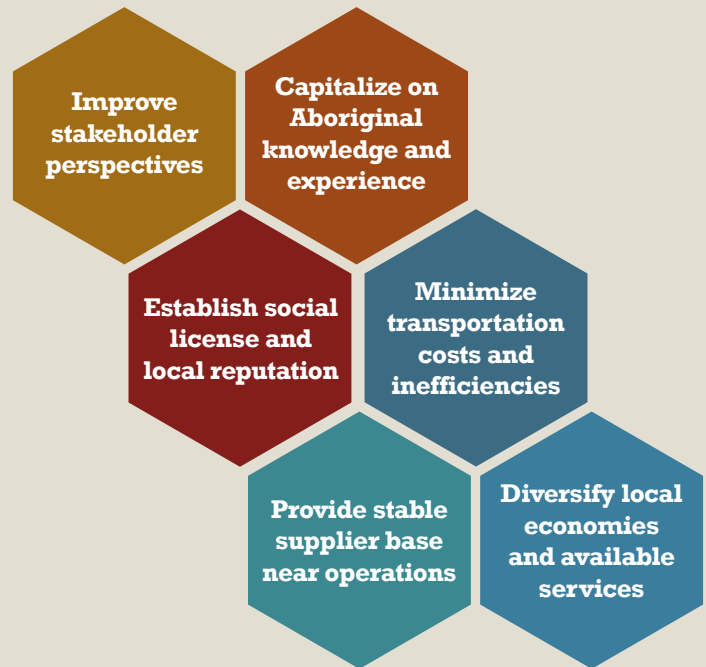 Improve
stakeholder
perspectives
Capitalize on
Aboriginal
knowledge and
experience
Establish social
license and
local reputation
Minimize
transportation
costs and
inefficiencies
Provide stable
supplier base
near operations
Diversify local
economies
and available
services